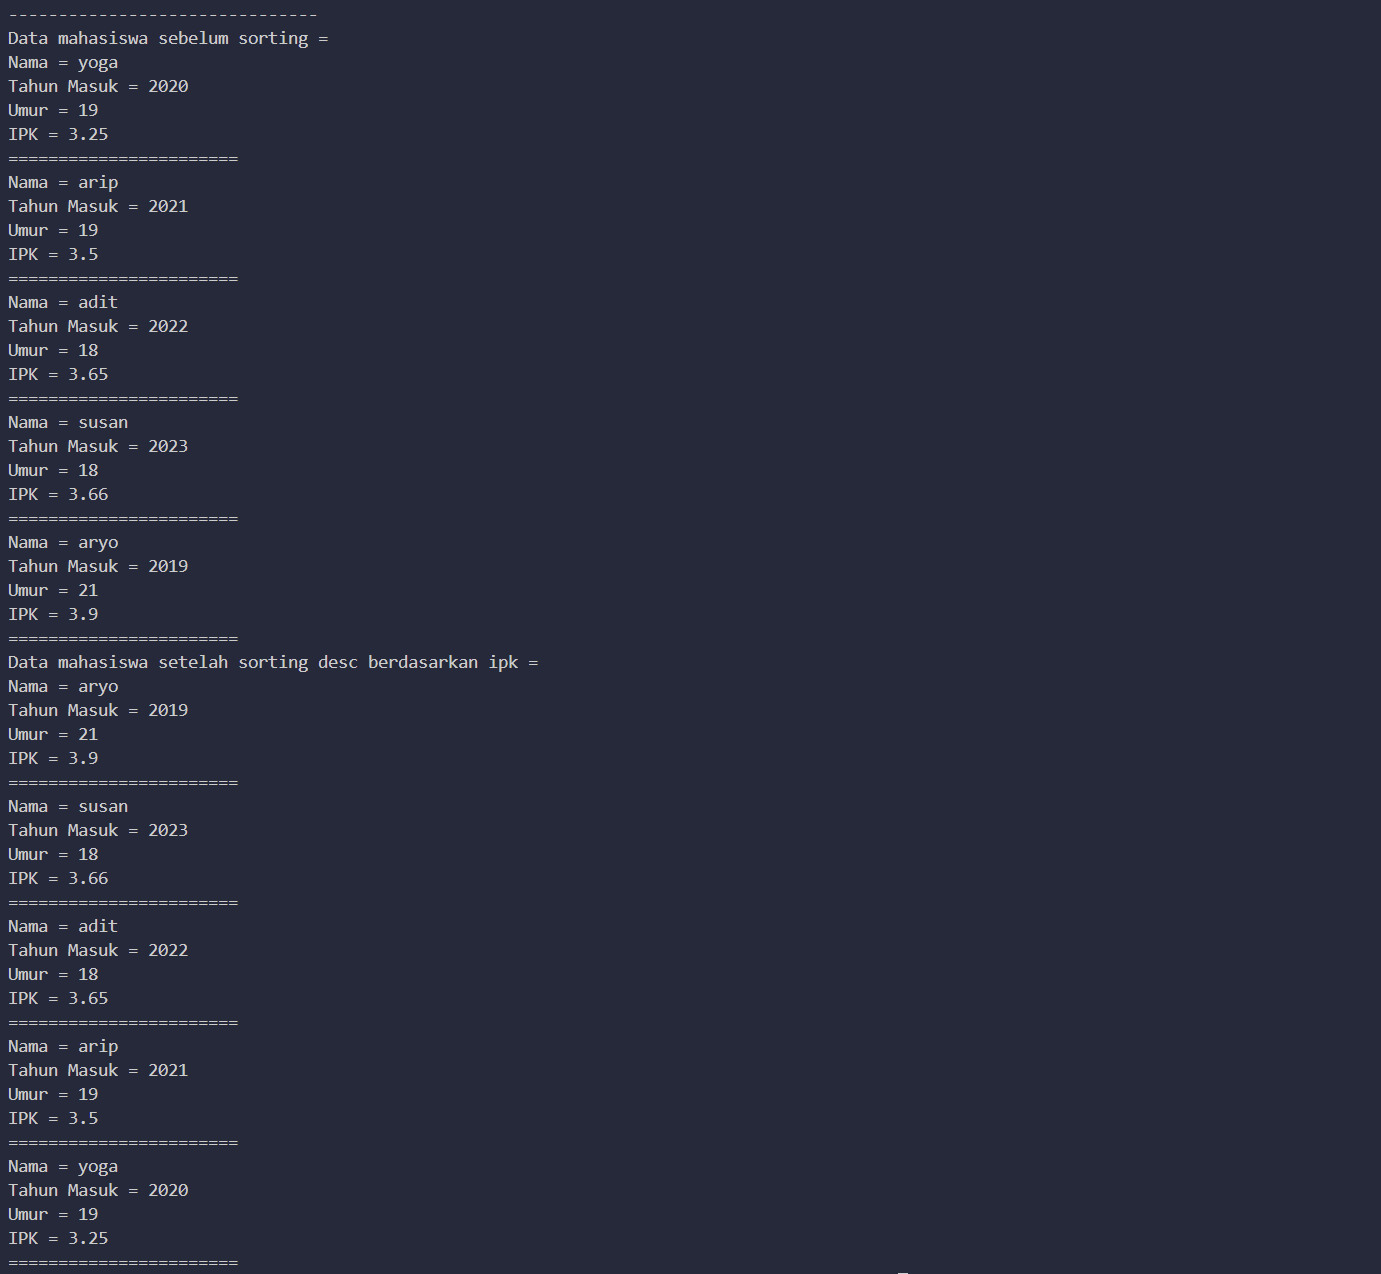 -------------------------------
Data mahasiswa sebelum sorting =
Nama = yoga
Tahun Masuk = 2020
Umur = 19
IPK = 3.25
=======================
Nama = arip
Tahun Masuk = 2021
Umur = 19
IPK = 3.5
=======================
Nama = adit
Tahun Masuk = 2022
Umur = 18
IPK = 3.65
=======================
Nama = susan
Tahun Masuk = 2023
Umur = 18
IPK = 3.66
=======================
Nama = aryo
Tahun Masuk = 2019
Umur = 21
IPK = 3.9
=======================
Data mahasiswa setelah sorting desc berdasarkan ipk =
Nama = aryo
Tahun Masuk = 2019
Umur = 21
IPK = 3.9
=======================
Nama = susan
Tahun Masuk = 2023
Umur = 18
IPK = 3.66
=======================
Nama = adit
Tahun Masuk = 2022
Umur = 18
IPK = 3.65
=======================
Nama = arip
Tahun Masuk = 2021
Umur = 19
IPK = 3.5
=======================
Nama = yoga
Tahun Masuk = 2020
Umur = 19
IPK = 3.25
=======================